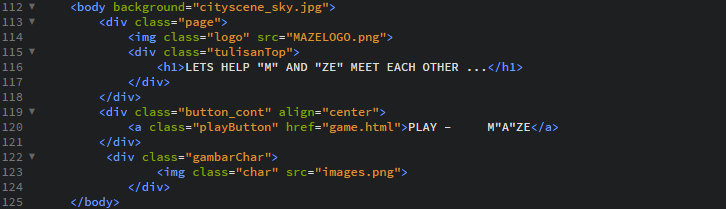 112 ▼ <body background="cityscene_sky.jpg">
113 ▼ <div class="page">
114 <img class="logo" src="MAZELOGO.png">
115 ▼ <div class="tulisanTop">
116 <h1>LETS HELP "M" AND "ZE" MEET EACH OTHER ...</h1>
117 </div>
118 </div>
119 ▼ <div class="button_cont" align="center">
120 <a class="playButton" href="game.html">PLAY – M"A"ZE</a>
121 </div>
122 ▼ <div class="gambarChar">
123 <img class="char" src="images.png">
124 </div>
125 </body>